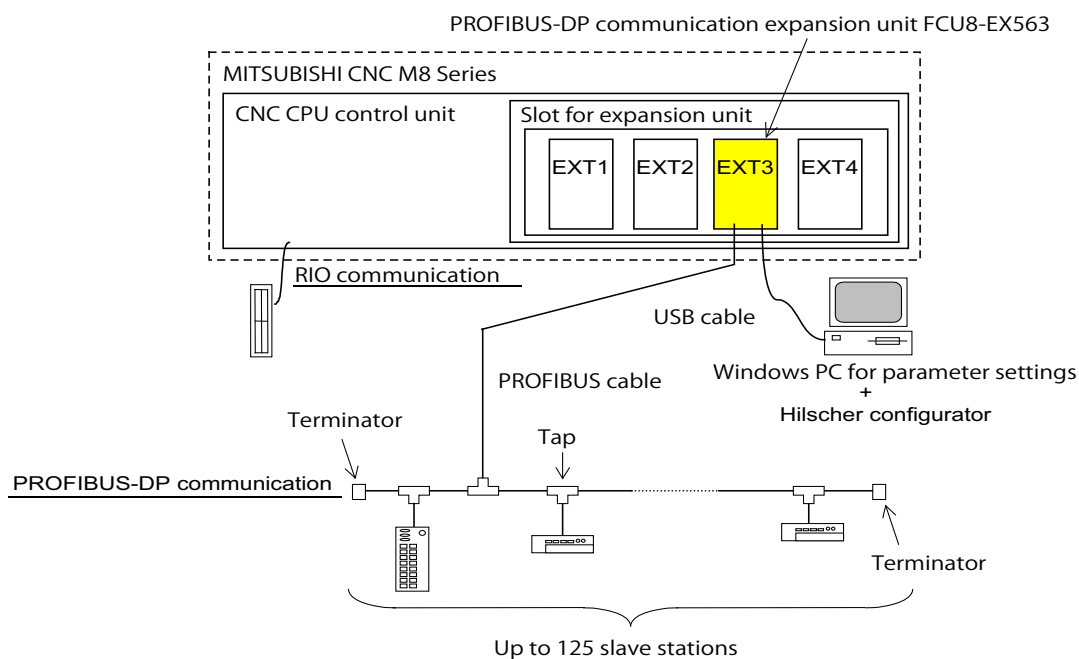 PROFIBUS-DP communication expansion unit FCU8-EX563
MITSUBISHI CNC M8 Series
CNC CPU control unit
Slot for expansion unit
EXT1
EXT2
EXT3
EXT4
RIO communication
USB cable
PROFIBUS cable
Windows PC for parameter settings
+
Hilscher configurator
Terminator
Tap
PROFIBUS-DP communication
Terminator
Up to 125 slave stations